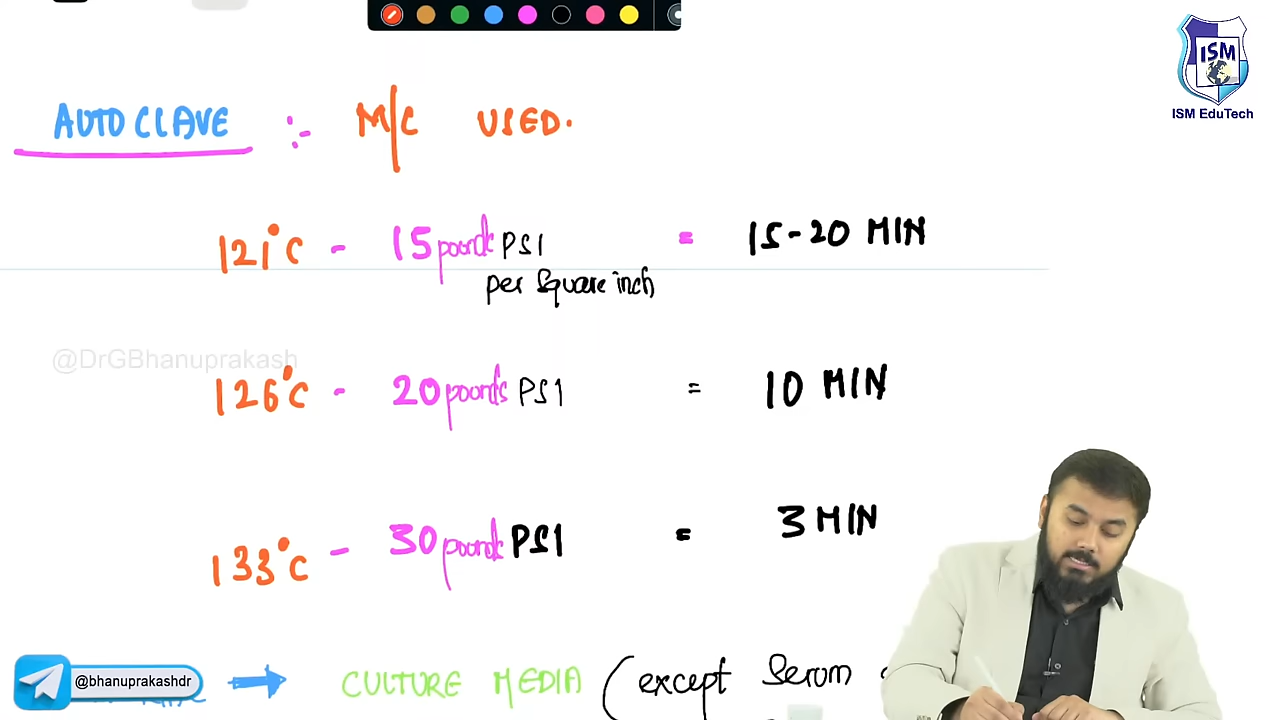 ISM
ISM EduTech
AUTOCLAVE :- M/C USED.
121°C - 15 pounds PSI = 15-20 MIN
per square inch
@DrGBhanuprakash
126°C - 20 pounds PSI = 10 MIN
133°C - 30 pounds PSI = 3 MIN
@bhanuprakashdr
CULTURE MEDIA (except serum